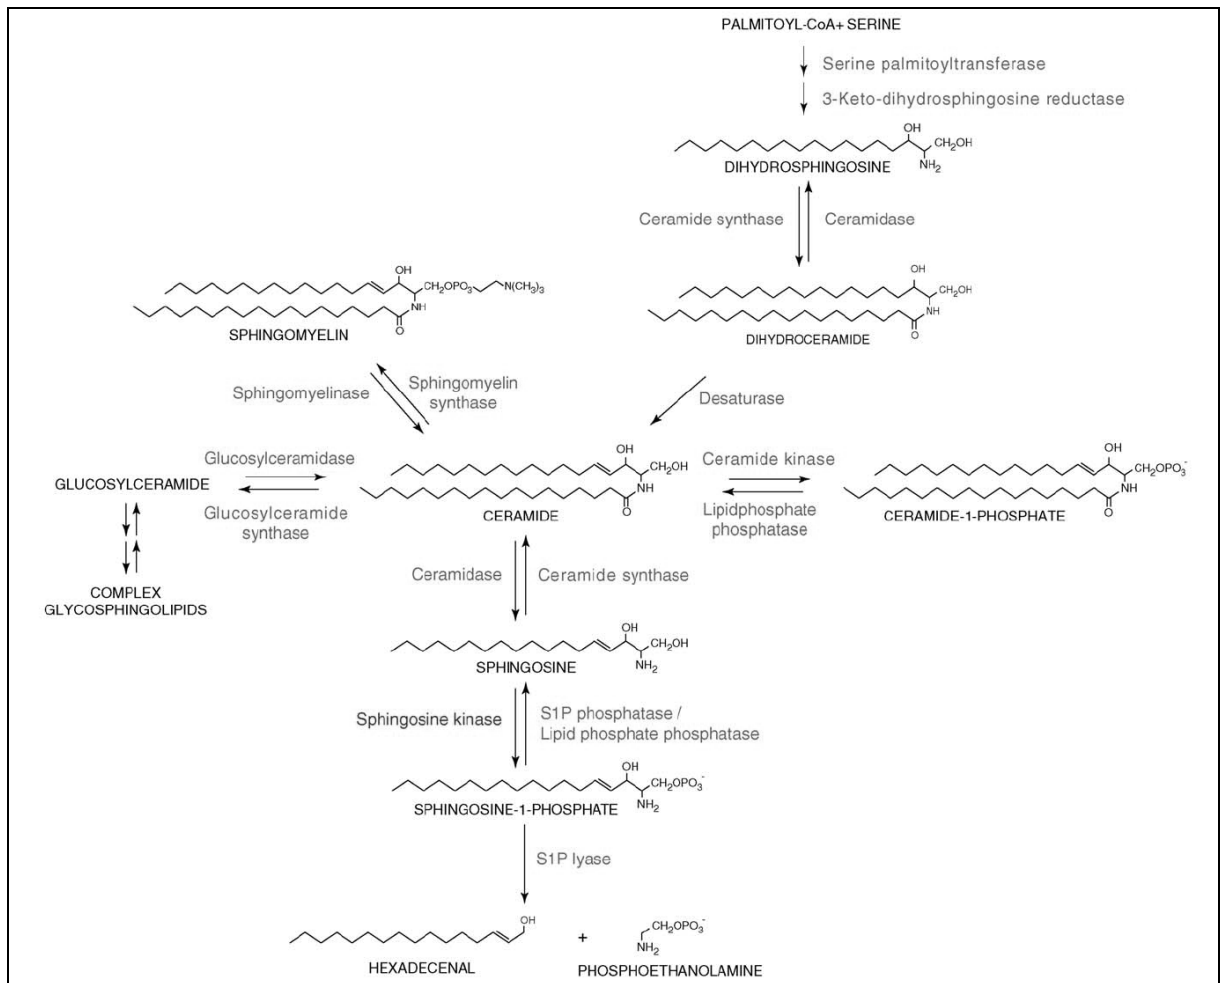 PALMITOYL-CoA+ SERINE
Serine palmitoyltransferase
3-Keto-dihydrosphingosine reductase
OH
CH2OH
NH2
DIHYDROSPHINGOSINE
Ceramide synthase
Ceramidase
OH
CH2OPO3
N(CH3)3
NH
O
SPHINGOMYELIN
OH
CH2OH
NH
O
DIHYDROCERAMIDE
Sphingomyelinase
Sphingomyelin
synthase
Desaturase
Glucosylceramidase
GLUCOSYLCERAMIDE
Glucosylceramide
synthase
OH
CH2OH
NH
O
CERAMIDE
Ceramide kinase
Lipidphosphate
phosphatase
OH
CH2OPO3-
NH
O
CERAMIDE-1-PHOSPHATE
COMPLEX
GLYCOSPHINGOLIPIDS
Ceramidase
Ceramide synthase
OH
CH2OH
NH2
SPHINGOSINE
Sphingosine kinase
S1P phosphatase /
Lipid phosphate phosphatase
OH
CH2OPO3-
NH2
SPHINGOSINE-1-PHOSPHATE
S1P lyase
OH
HEXADECENAL
+
CH2OPO3-
NH2
PHOSPHOETHANOLAMINE